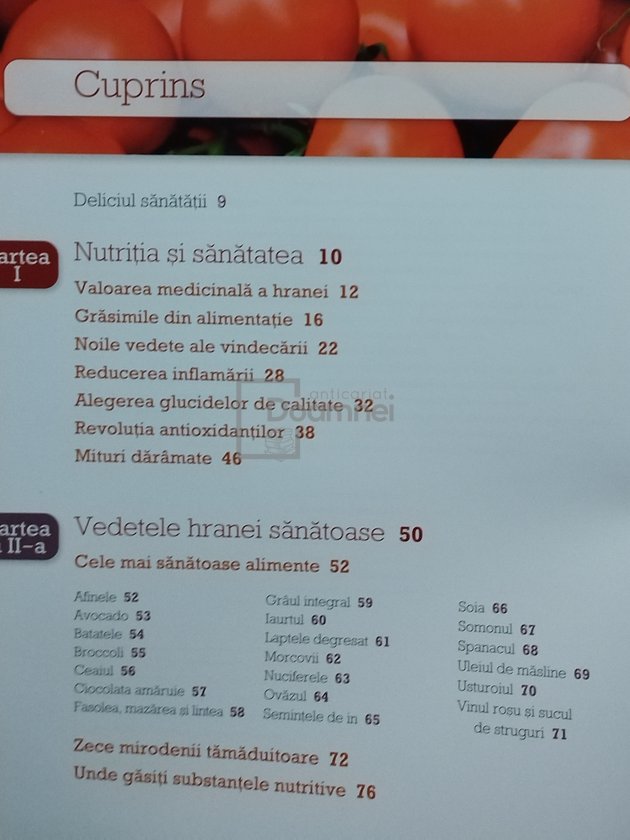 Cuprins
Deliciul sănătății 9
artea
I
Nutriția și sănătatea 10
Valoarea medicinală a hranei 12
Grăsimile din alimentație 16
Noile vedete ale vindecării 22
Reducerea inflamării 28
Alegerea glucidelor de calitate 32
Revoluția antioxidanților 38
Mituri dărâmate 46
anticariat
Doamnei
artea
II-a
Vedetele hranei sănătoase 50
Cele mai sănătoase alimente 52
Afinele 52
Avocado 53
Batatele 54
Broccoli 55
Ceaiul 56
Ciocolata amăruie 57
Fasolea, mazărea și lintea 58
Grâul integral 59
Iaurtul 60
Laptele degresat 61
Morcovii 62
Nuciferele 63
Ovăzul 64
Semințele de in 65
Soia 66
Somonul 67
Spanacul 68
Uleiul de măsline 69
Usturoiul 70
Vinul roșu și sucul
de struguri 71
Zece mirodenii tămăduitoare 72
Unde găsiți substanțele nutritive 76